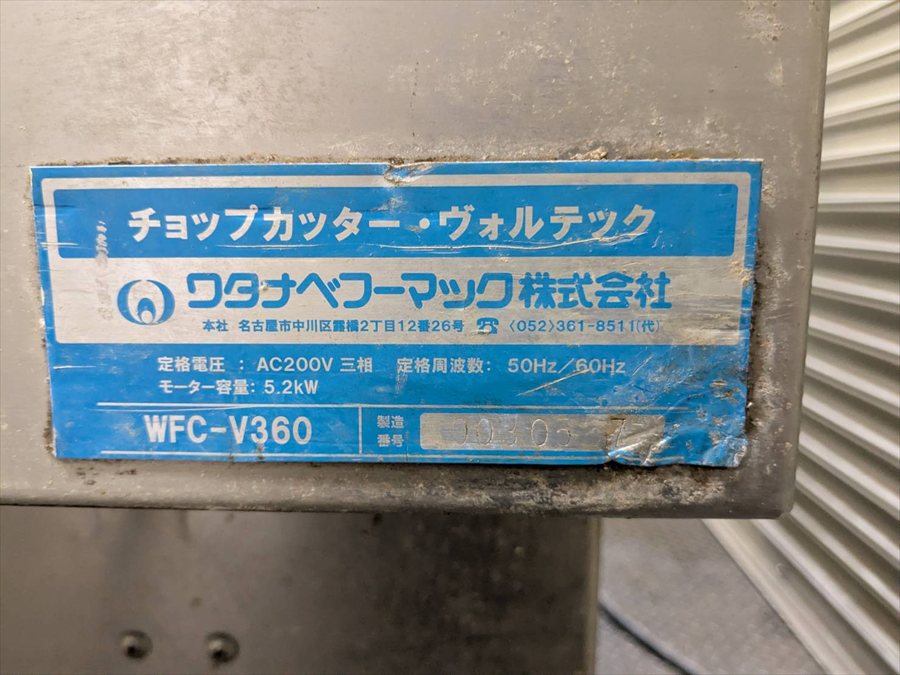 チョップカッター・ヴォルテック
ワタナベフーマック株式会社
本社 名古屋市中川区露橋2丁目12番26号 ☎〈052〉361-8511(代)
定格電圧 : AC200V 三相 定格周波数: 50Hz/60Hz
モーター容量: 5.2kW
WFC-V360
製造
番号